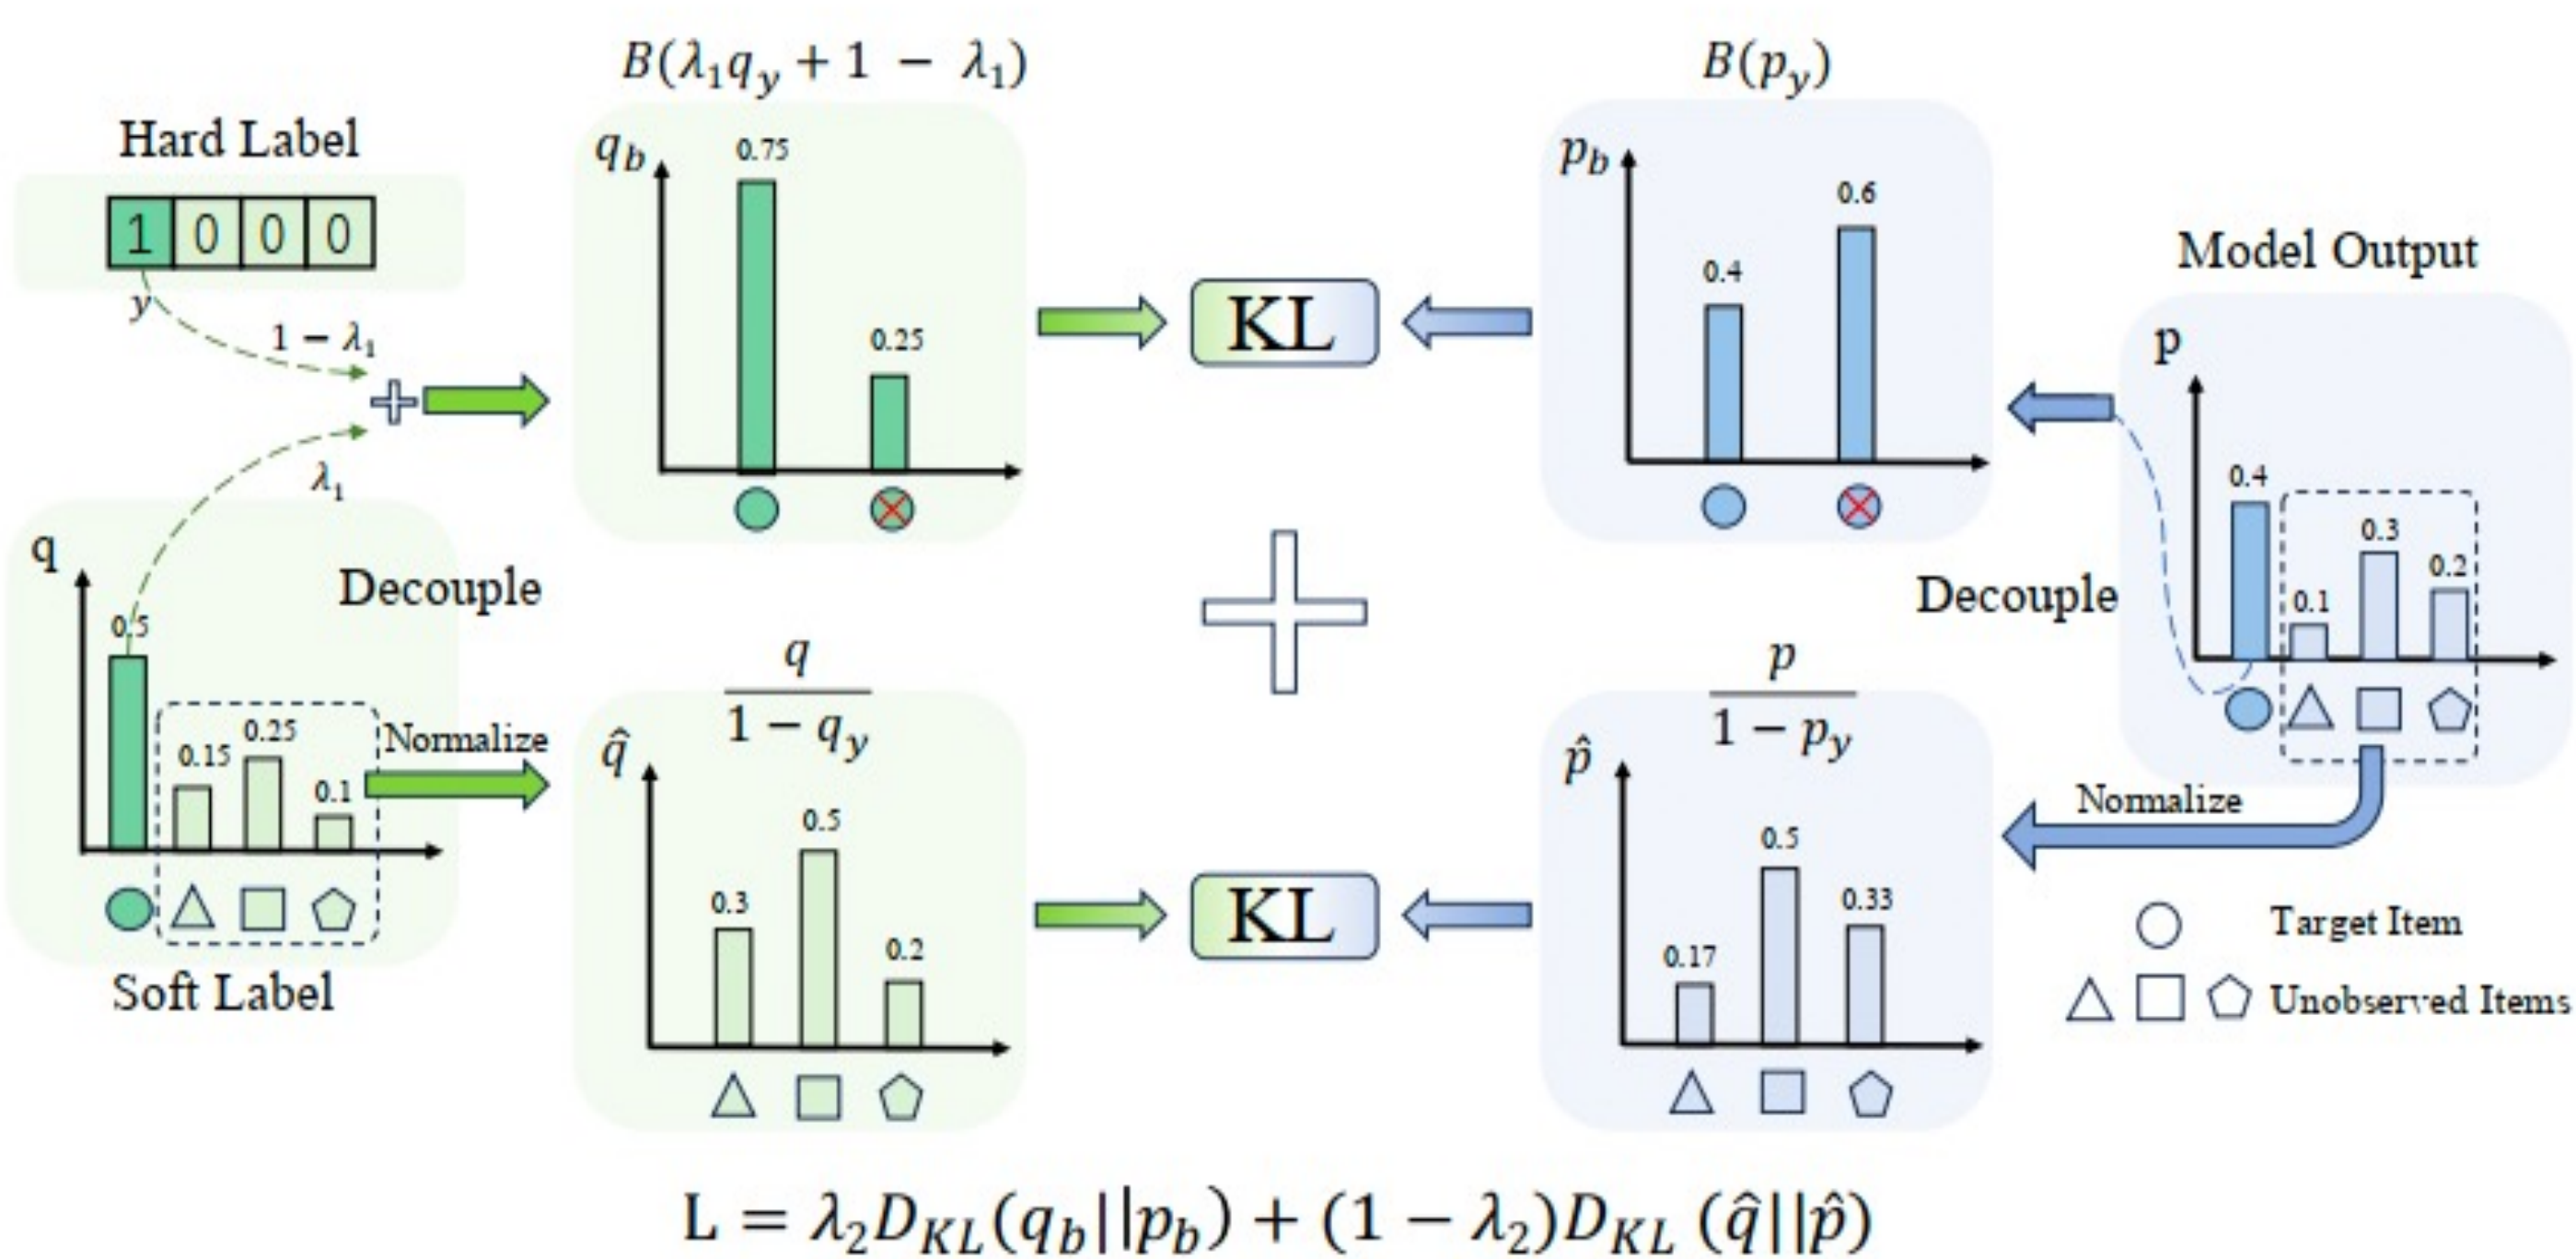 Hard Label
1 0 0 0
y
1 − λ₁
λ₁
q
0.5
0.15
0.25
0.1
Soft Label
Decouple
Normalize
B(λ₁q_y + 1 − λ₁)
q_b
0.75
0.25
q
1 − q_y
q̂
0.3
0.5
0.2
KL
KL
B(p_y)
p_b
0.4
0.6
Decouple
p
1 − p_y
p̂
0.17
0.5
0.33
Model Output
p
0.4
0.1
0.3
0.2
Normalize
Target Item
Unobserved Items
L = λ₂D_KL(q_b||p_b) + (1 − λ₂)D_KL (q̂||p̂)